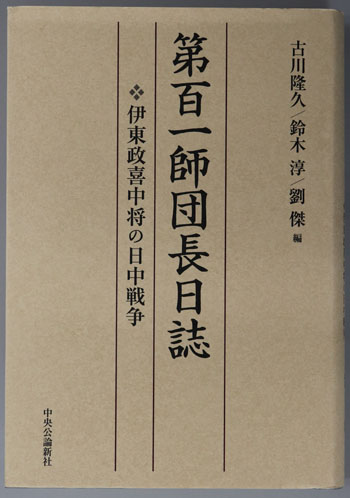 古川隆久/鈴木 淳/劉 傑 編
第百一師団長日誌
❖伊東政喜中将の日中戦争
中央公論新社